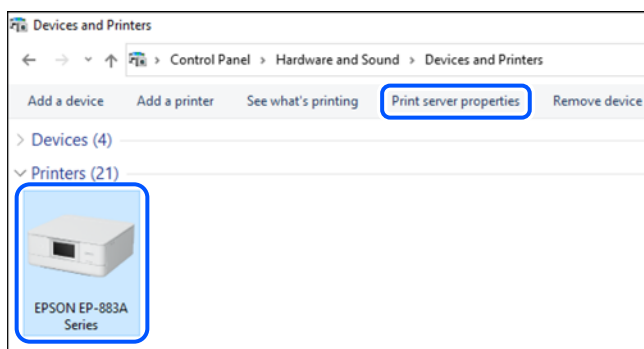 Devices and Printers
Control Panel > Hardware and Sound > Devices and Printers
Add a device Add a printer See what's printing Print server properties Remove device
Devices (4)
Printers (21)
EPSON EP-883A
Series